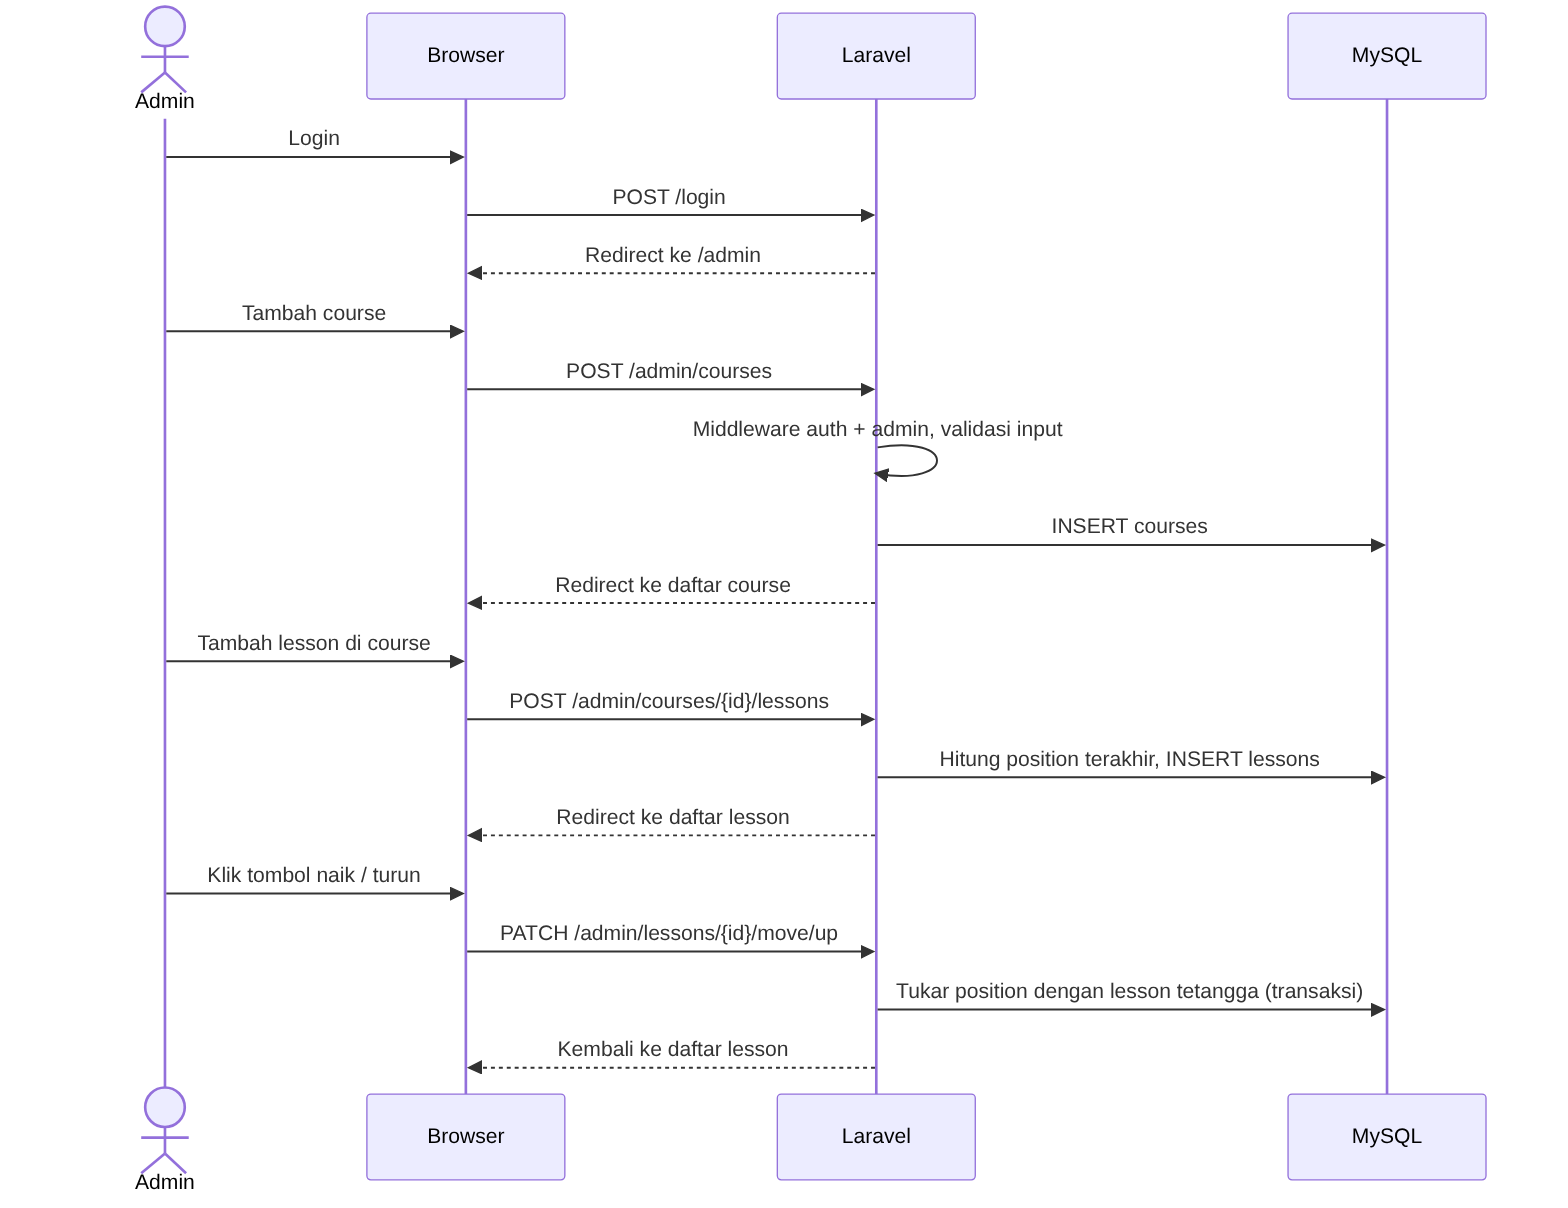 Admin
Browser
Laravel
MySQL
Login
POST /login
Redirect ke /admin
Tambah course
POST /admin/courses
Middleware auth + admin, validasi input
INSERT courses
Redirect ke daftar course
Tambah lesson di course
POST /admin/courses/{id}/lessons
Hitung position terakhir, INSERT lessons
Redirect ke daftar lesson
Klik tombol naik / turun
PATCH /admin/lessons/{id}/move/up
Tukar position dengan lesson tetangga (transaksi)
Kembali ke daftar lesson
Admin
Browser
Laravel
MySQL